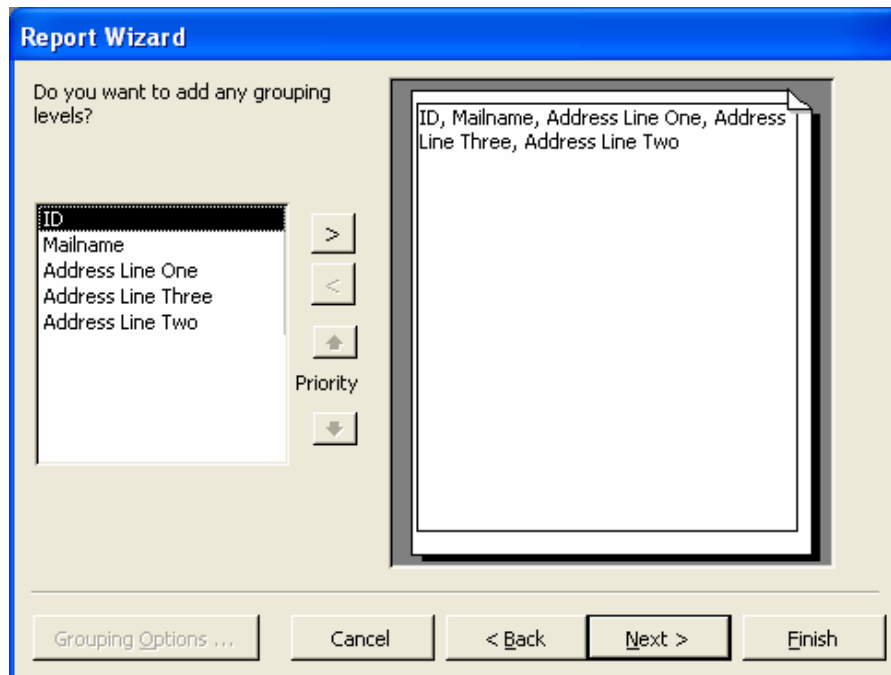 Report Wizard
Do you want to add any grouping
levels?
ID
Mailname
Address Line One
Address Line Three
Address Line Two
>
<
Priority
ID, Mailname, Address Line One, Address
Line Three, Address Line Two
Grouping Options ...
Cancel
< Back
Next >
Finish